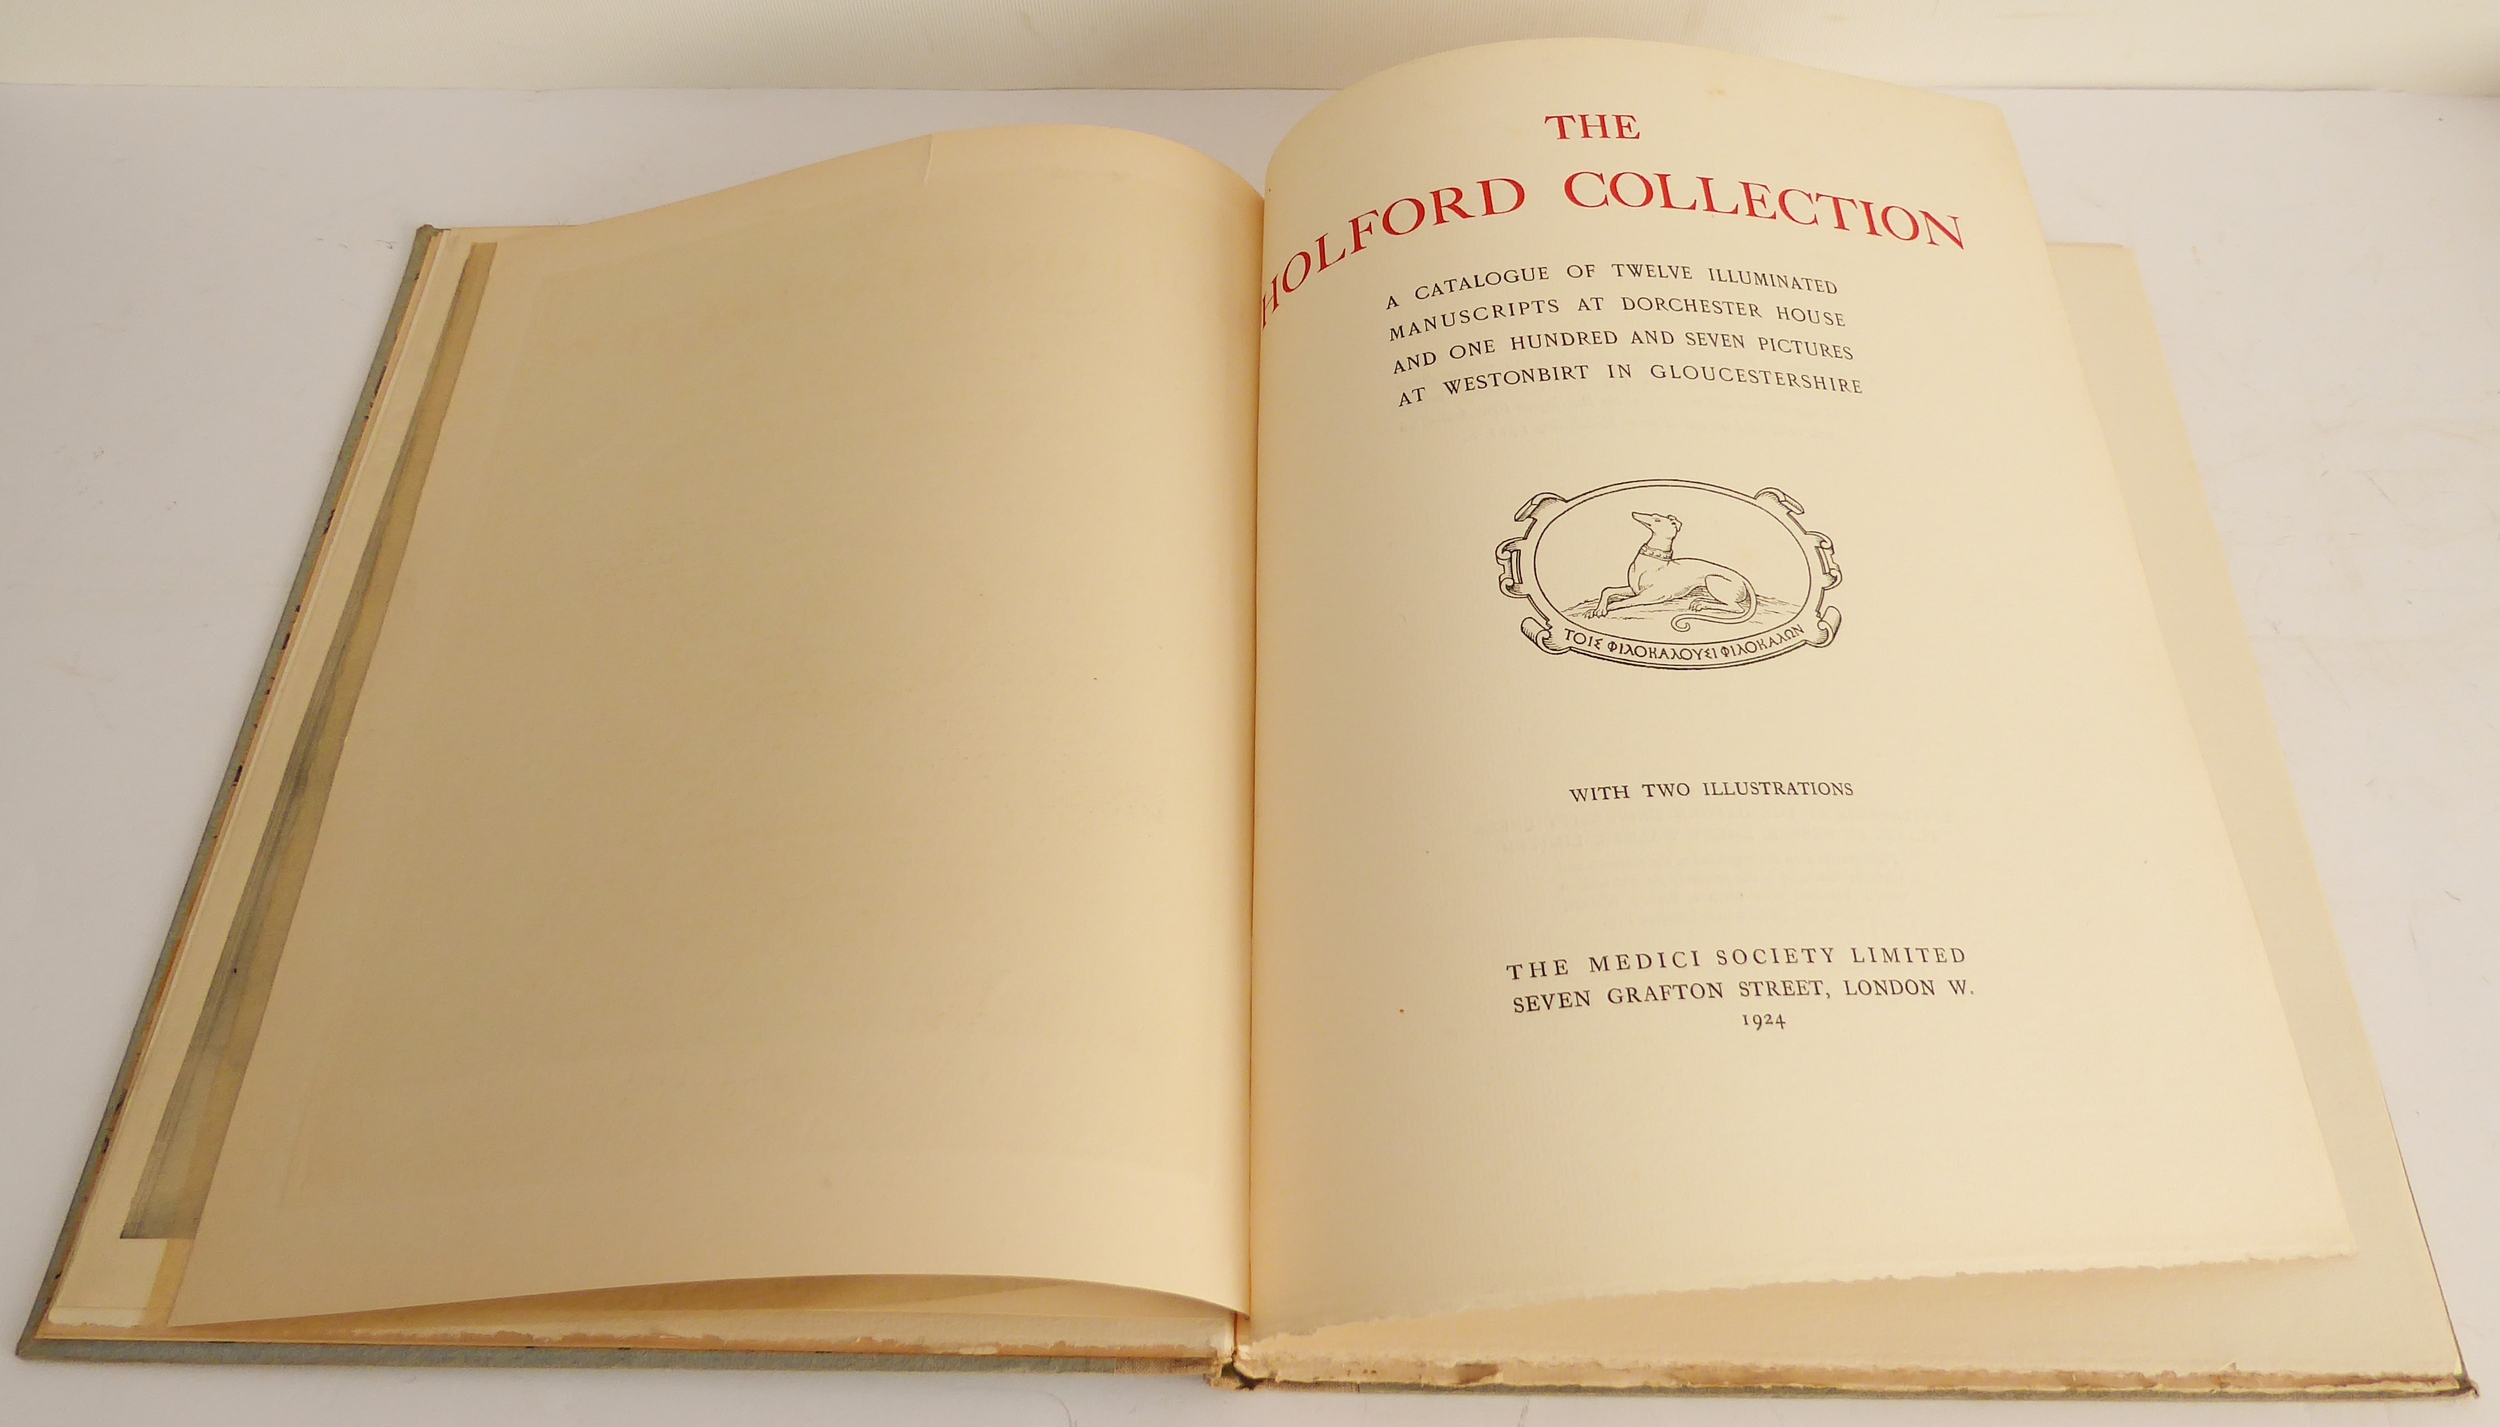 THE
HOLFORD COLLECTION
A CATALOGUE OF TWELVE ILLUMINATED
MANUSCRIPTS AT DORCHESTER HOUSE
AND ONE HUNDRED AND SEVEN PICTURES
AT WESTONBIRT IN GLOUCESTERSHIRE
ΤΟΙΣ ΦΙΛΟΚΑΛΟΥΣΙ ΦΙΛΟΚΑΛΩΝ
WITH TWO ILLUSTRATIONS
THE MEDICI SOCIETY LIMITED
SEVEN GRAFTON STREET, LONDON W.
1924